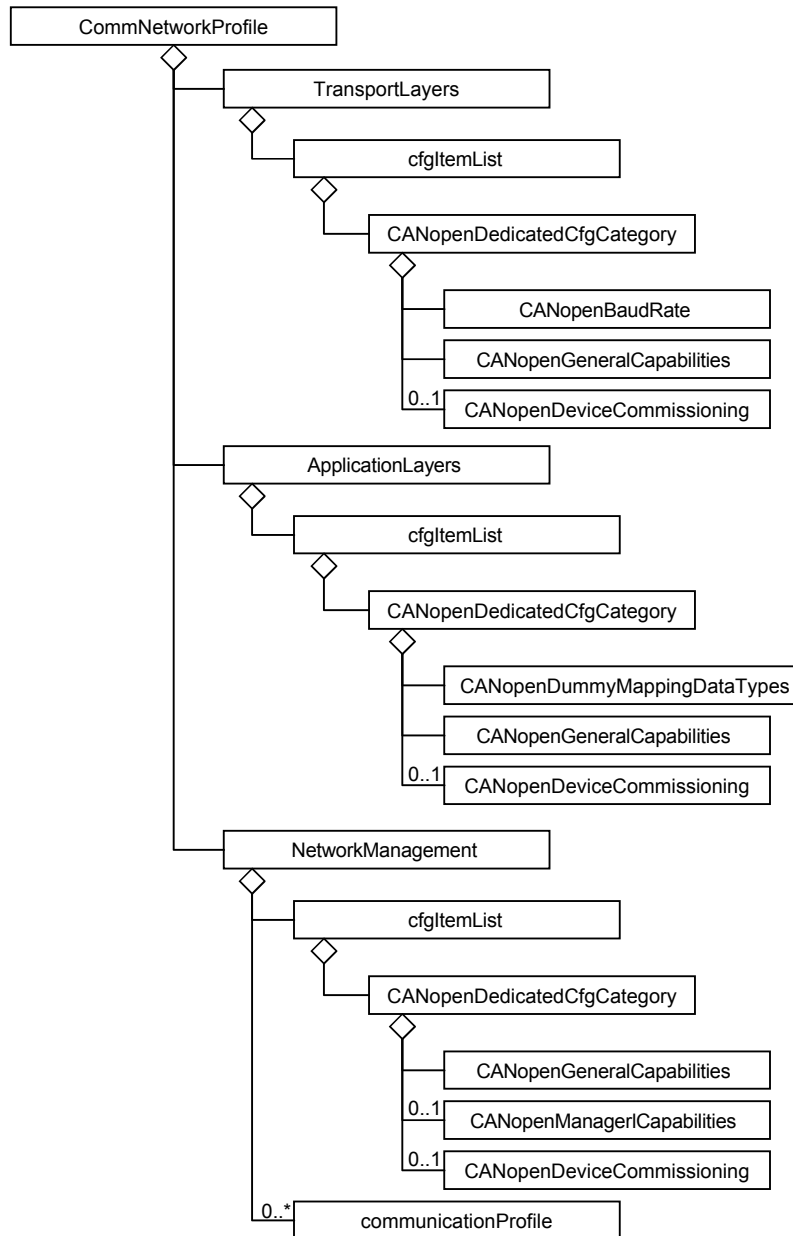 CommNetworkProfile
TransportLayers
cfgItemList
CANopenDedicatedCfgCategory
CANopenBaudRate
CANopenGeneralCapabilities
0..1
CANopenDeviceCommissioning
ApplicationLayers
cfgItemList
CANopenDedicatedCfgCategory
CANopenDummyMappingDataTypes
CANopenGeneralCapabilities
0..1
CANopenDeviceCommissioning
NetworkManagement
cfgItemList
CANopenDedicatedCfgCategory
CANopenGeneralCapabilities
0..1
CANopenManagerlCapabilities
0..1
CANopenDeviceCommissioning
0..*
communicationProfile